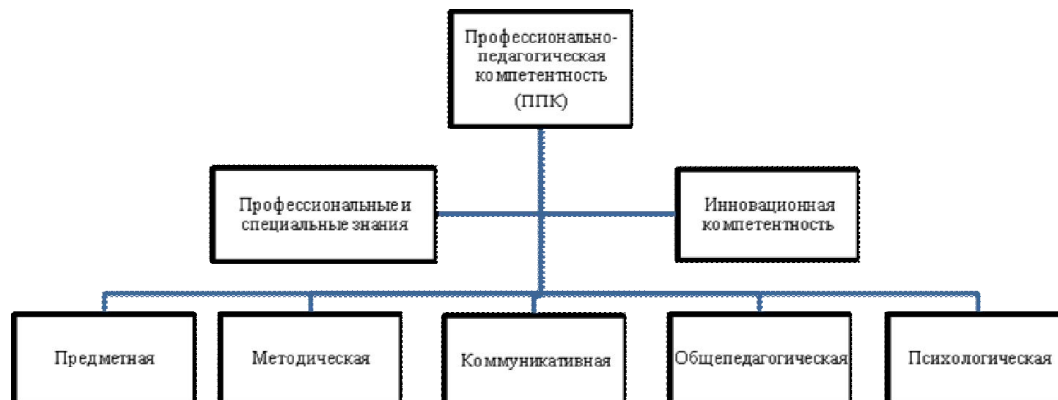 Профессионально-
педагогическая
компетентность
(ППК)
Профессиональные и
специальные знания
Инновационная
компетентность
Предметная
Методическая
Коммуникативная
Общепедагогическая
Психологическая